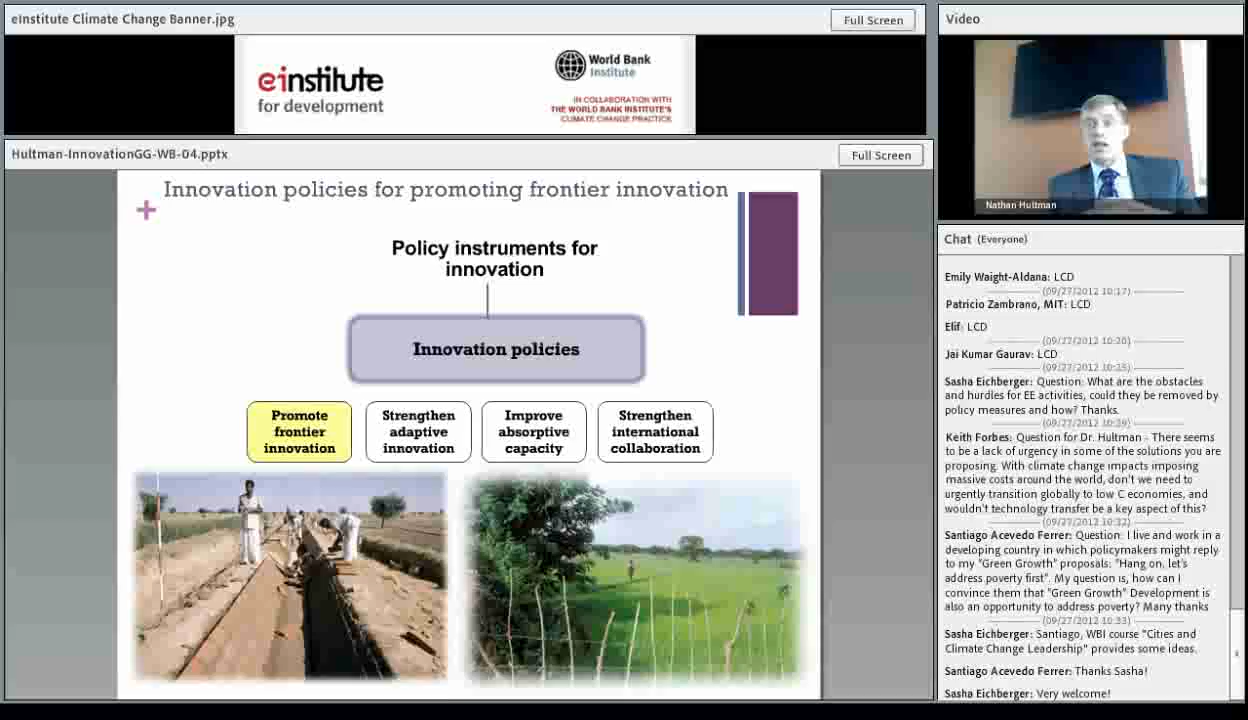 eInstitute Climate Change Banner.jpg
Full Screen
einstitute
for development
World Bank
Institute
IN COLLABORATION WITH
THE WORLD BANK INSTITUTE'S
CLIMATE CHANGE PRACTICE
Hultman-InnovationGG-WB-04.pptx
Full Screen
Innovation policies for promoting frontier innovation
+
Policy instruments for
innovation
Innovation policies
Promote
frontier
innovation
Strengthen
adaptive
innovation
Improve
absorptive
capacity
Strengthen
international
collaboration
Video
Nathan Hultman
Chat (Everyone)
Emily Waight-Aldana: LCD
(09/27/2012 10:17)
Patricio Zambrano, MIT: LCD
Elif: LCD
(09/27/2012 10:20)
Jai Kumar Gaurav: LCD
(09/27/2012 10:25)
Sasha Eichberger: Question: What are the obstacles
and hurdles for EE activities, could they be removed by
policy measures and how? Thanks.
(09/27/2012 10:29)
Keith Forbes: Question for Dr. Hultman - There seems
to be a lack of urgency in some of the solutions you are
proposing. With climate change impacts imposing
massive costs around the world, don't we need to
urgently transition globally to low C economies, and
wouldn't technology transfer be a key aspect of this?
(09/27/2012 10:32)
Santiago Acevedo Ferrer: Question: I live and work in a
developing country in which policymakers might reply
to my "Green Growth" proposals: "Hang on, let's
address poverty first". My question is, how can I
convince them that "Green Growth" Development is
also an opportunity to address poverty? Many thanks
(09/27/2012 10:33)
Sasha Eichberger: Santiago, WBI course "Cities and
Climate Change Leadership" provides some ideas.
Santiago Acevedo Ferrer: Thanks Sasha!
Sasha Eichberger: Very welcome!